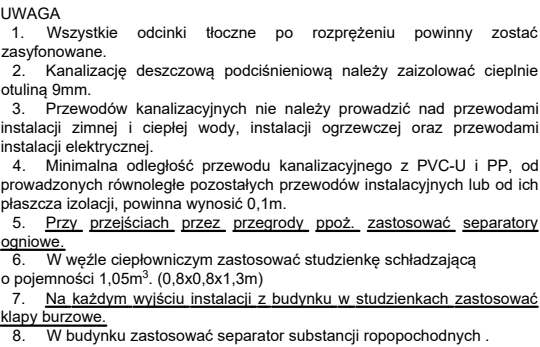 UWAGA
1. Wszystkie odcinki tłoczne po rozprężeniu powinny zostać
zasyfonowane.
2. Kanalizację deszczową podciśnieniową należy zaizolować cieplnie
otuliną 9mm.
3. Przewodów kanalizacyjnych nie należy prowadzić nad przewodami
instalacji zimnej i ciepłej wody, instalacji ogrzewczej oraz przewodami
instalacji elektrycznej.
4. Minimalna odległość przewodu kanalizacyjnego z PVC-U i PP, od
prowadzonych równoległe pozostałych przewodów instalacyjnych lub od ich
płaszcza izolacji, powinna wynosić 0,1m.
5. Przy przejściach przez przegrody ppoż. zastosować separatory
ogniowe.
6. W węźle ciepłowniczym zastosować studzienkę schładzającą
o pojemności 1,05m³. (0,8x0,8x1,3m)
7. Na każdym wyjściu instalacji z budynku w studzienkach zastosować
klapy burzowe.
8. W budynku zastosować separator substancji ropopochodnych .